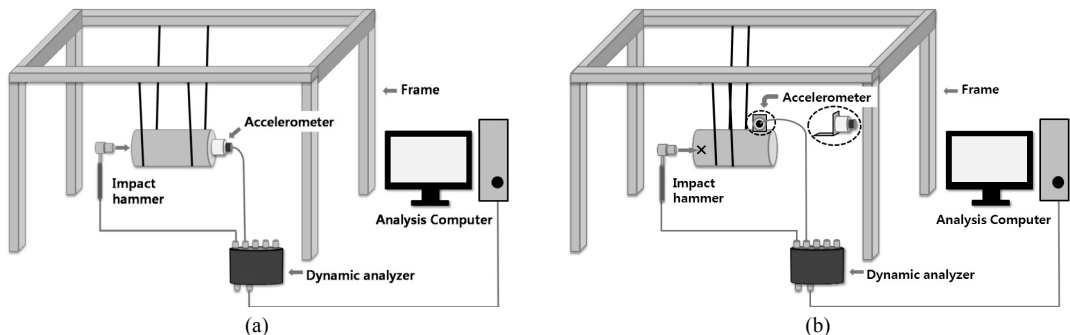 Frame
Accelerometer
Impact
hammer
Analysis Computer
Dynamic analyzer
(a)
Frame
Accelerometer
Impact
hammer
Analysis Computer
Dynamic analyzer
(b)